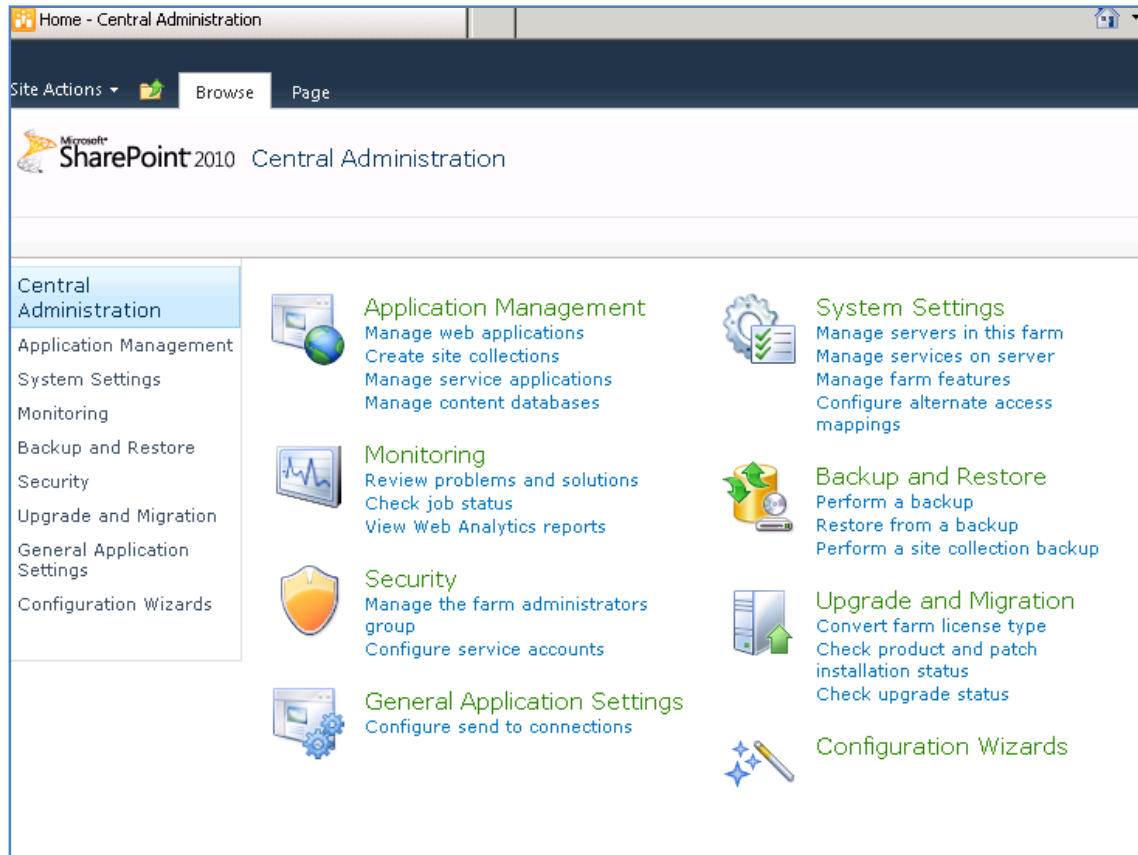 Home - Central Administration
Site Actions
Browse
Page
Microsoft®
SharePoint 2010 Central Administration
Central
Administration
Application Management
System Settings
Monitoring
Backup and Restore
Security
Upgrade and Migration
General Application
Settings
Configuration Wizards
Application Management
Manage web applications
Create site collections
Manage service applications
Manage content databases
Monitoring
Review problems and solutions
Check job status
View Web Analytics reports
Security
Manage the farm administrators
group
Configure service accounts
General Application Settings
Configure send to connections
System Settings
Manage servers in this farm
Manage services on server
Manage farm features
Configure alternate access
mappings
Backup and Restore
Perform a backup
Restore from a backup
Perform a site collection backup
Upgrade and Migration
Convert farm license type
Check product and patch
installation status
Check upgrade status
Configuration Wizards